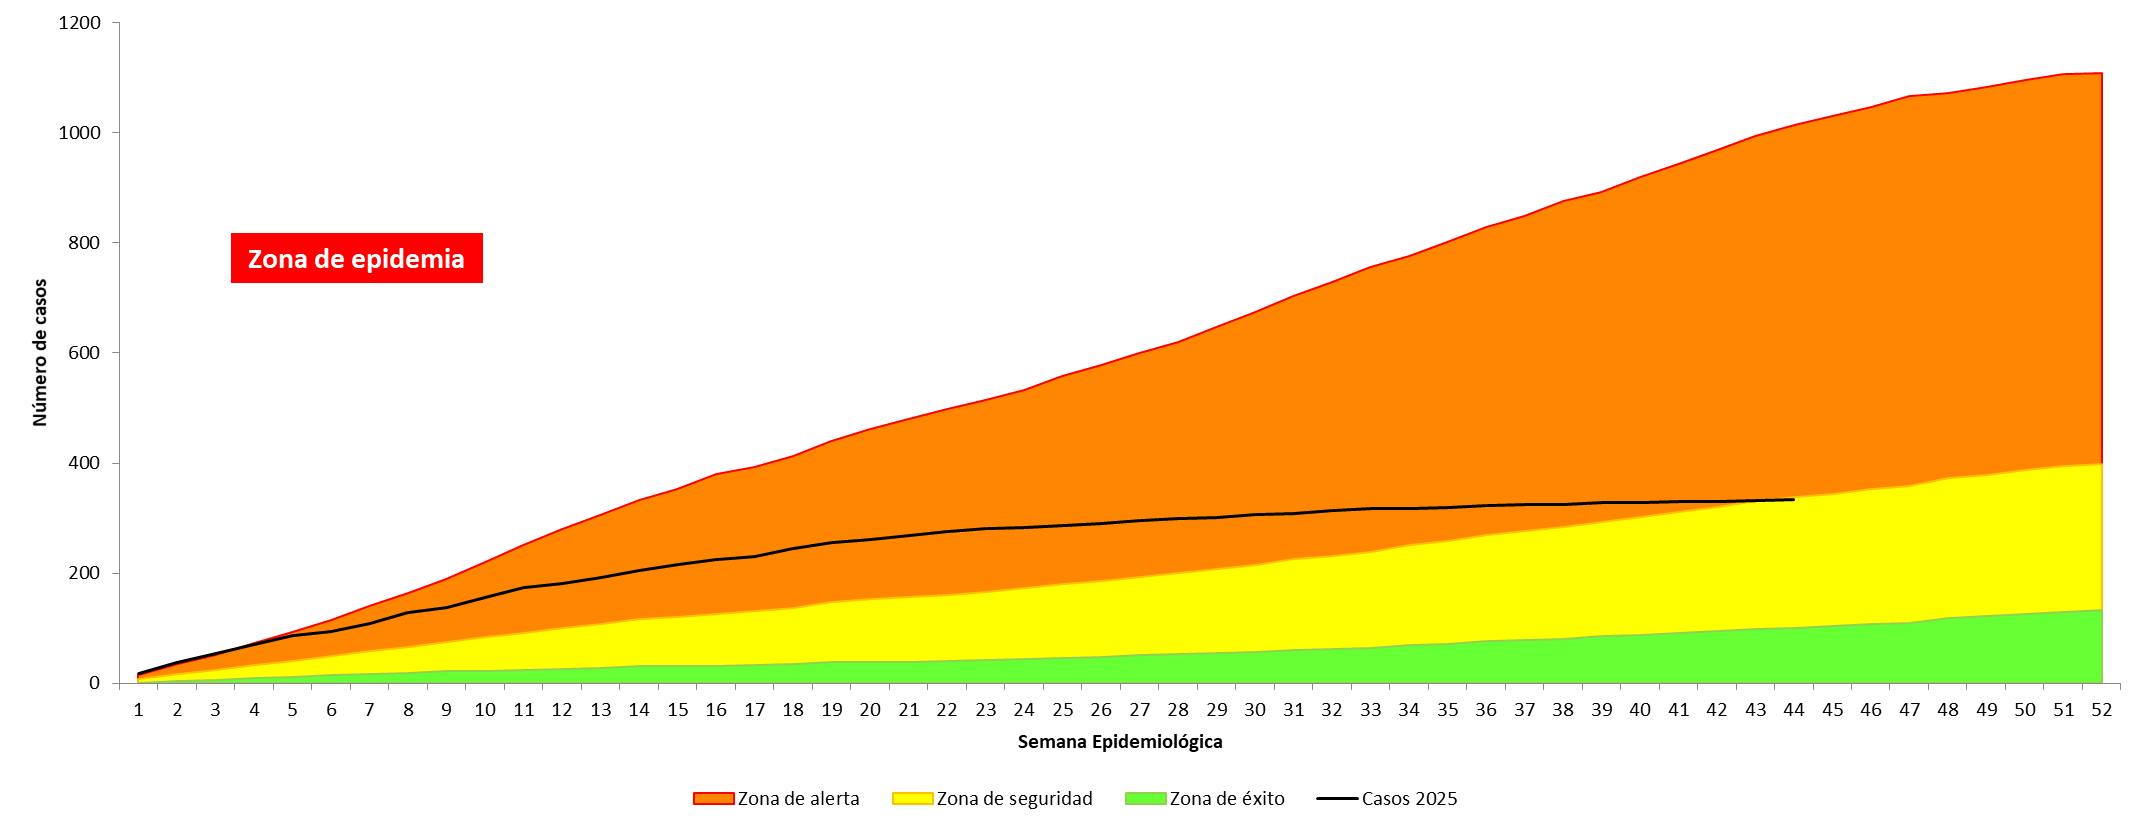 1200
1000
800
600
400
200
0
Número de casos
Zona de epidemia
1 2 3 4 5 6 7 8 9 10 11 12 13 14 15 16 17 18 19 20 21 22 23 24 25 26 27 28 29 30 31 32 33 34 35 36 37 38 39 40 41 42 43 44 45 46 47 48 49 50 51 52
Semana Epidemiológica
Zona de alerta Zona de seguridad Zona de éxito Casos 2025